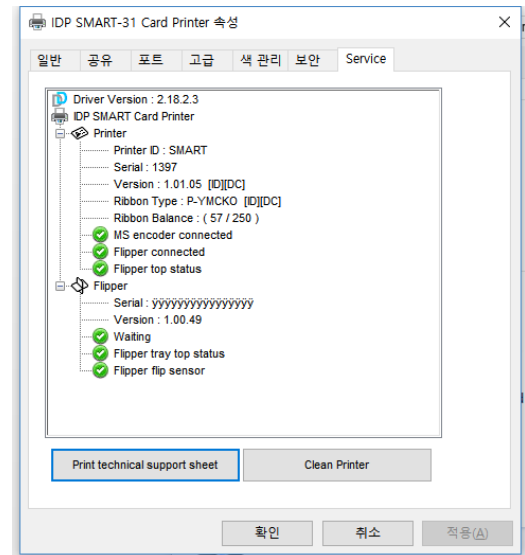 IDP SMART-31 Card Printer 속성
일반 공유 포트 고급 색 관리 보안 Service
Driver Version : 2.18.2.3
IDP SMART Card Printer
Printer
Printer ID : SMART
Serial : 1397
Version : 1.01.05 [ID][DC]
Ribbon Type : P-YMCKO [ID][DC]
Ribbon Balance : ( 57 / 250 )
MS encoder connected
Flipper connected
Flipper top status
Flipper
Serial : ÿÿÿÿÿÿÿÿÿÿÿÿÿÿÿÿ
Version : 1.00.49
Waiting
Flipper tray top status
Flipper flip sensor
Print technical support sheet Clean Printer
확인 취소 적용(A)